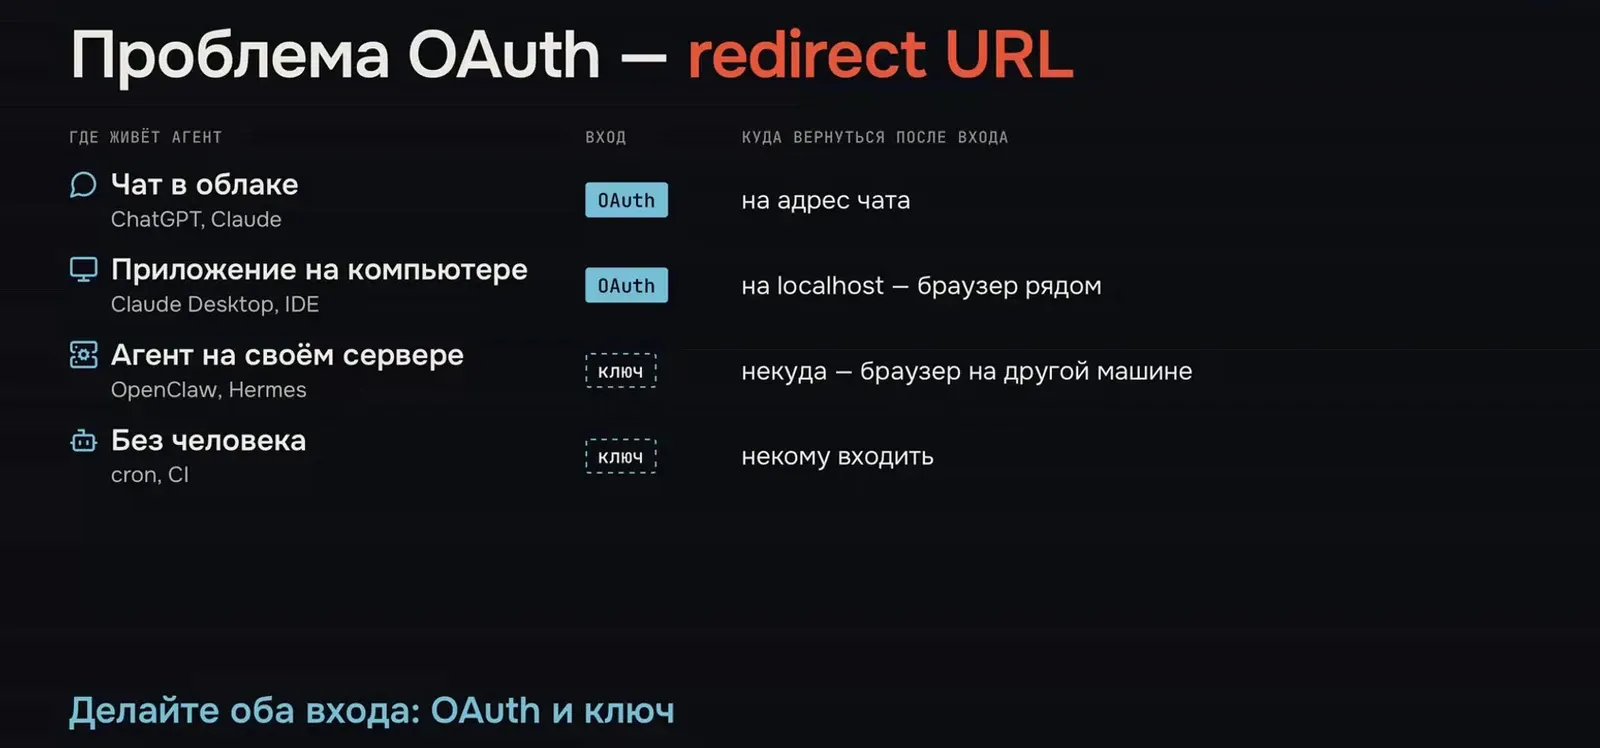 Проблема OAuth — redirect URL
ГДЕ ЖИВЁТ АГЕНТ ВХОД КУДА ВЕРНУТЬСЯ ПОСЛЕ ВХОДА
Чат в облаке
ChatGPT, Claude
OAuth
на адрес чата
Приложение на компьютере
Claude Desktop, IDE
OAuth
на localhost — браузер рядом
Агент на своём сервере
OpenClaw, Hermes
ключ
некуда — браузер на другой машине
Без человека
cron, CI
ключ
некому входить
Делайте оба входа: OAuth и ключ